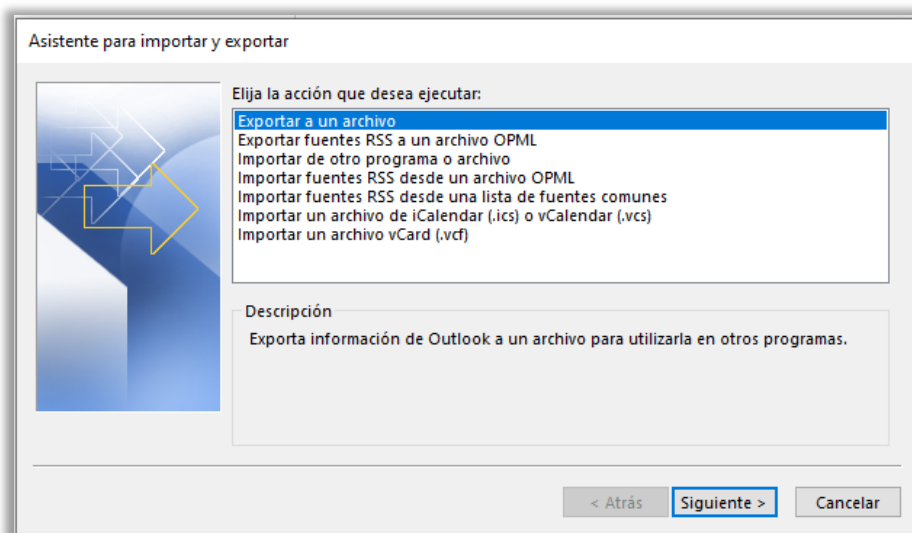 Asistente para importar y exportar
Elija la acción que desea ejecutar:
Exportar a un archivo
Exportar fuentes RSS a un archivo OPML
Importar de otro programa o archivo
Importar fuentes RSS desde un archivo OPML
Importar fuentes RSS desde una lista de fuentes comunes
Importar un archivo de iCalendar (.ics) o vCalendar (.vcs)
Importar un archivo vCard (.vcf)
Descripción
Exporta información de Outlook a un archivo para utilizarla en otros programas.
< Atrás Siguiente > Cancelar